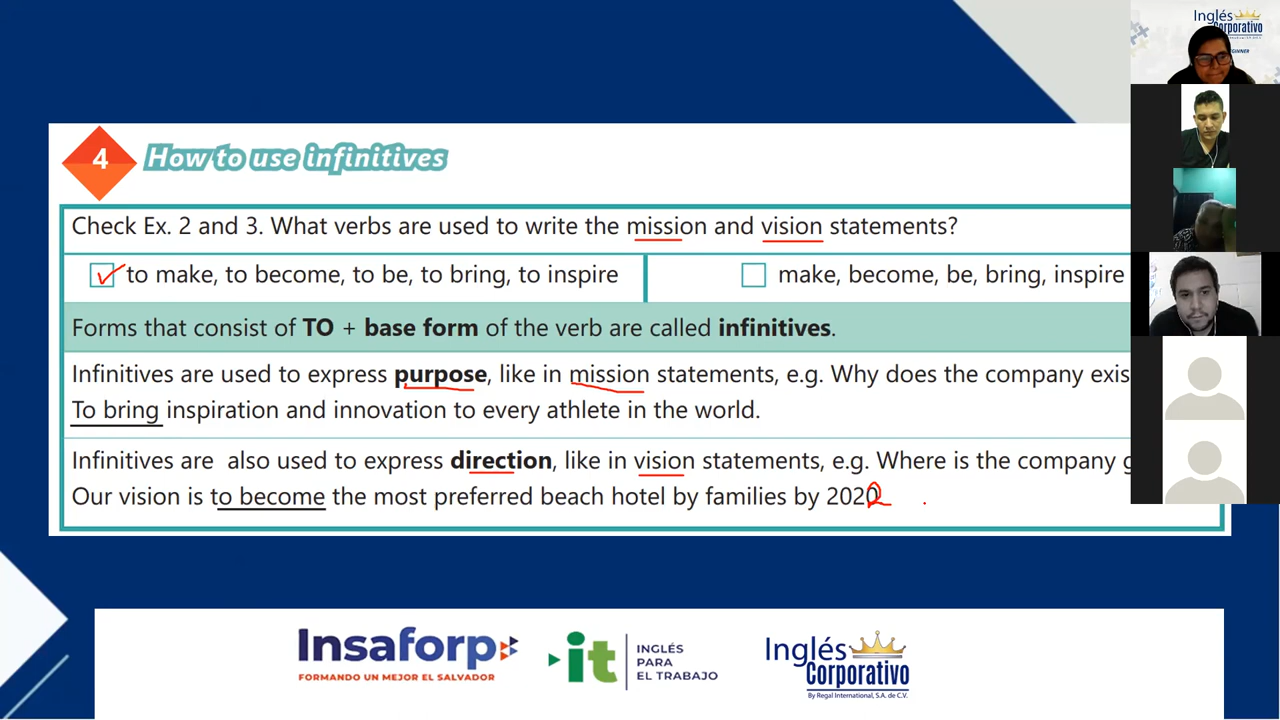 Inglés
Corporativo
4
How to use infinitives
Check Ex. 2 and 3. What verbs are used to write the mission and vision statements?
to make, to become, to be, to bring, to inspire
make, become, be, bring, inspire
Forms that consist of TO + base form of the verb are called infinitives.
Infinitives are used to express purpose, like in mission statements, e.g. Why does the company exis
To bring inspiration and innovation to every athlete in the world.
Infinitives are also used to express direction, like in vision statements, e.g. Where is the company g
Our vision is to become the most preferred beach hotel by families by 2022
Insaforp
FORMANDO UN MEJOR EL SALVADOR
it
INGLÉS
PARA
EL TRABAJO
Inglés
Corporativo
By Regal International, S.A. de C.V.